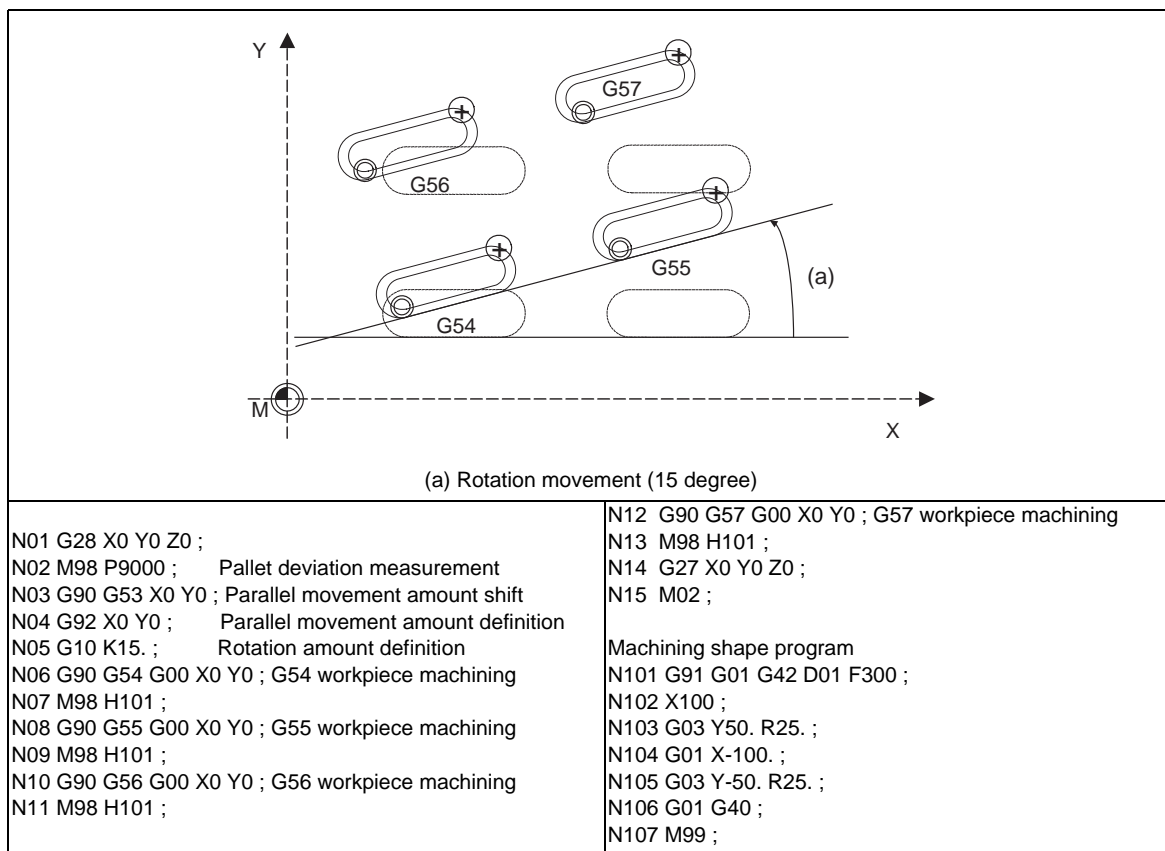 Y
G57
G56
G55
(a)
G54
M
X
(a) Rotation movement (15 degree)
N01 G28 X0 Y0 Z0 ;
N02 M98 P9000 ; Pallet deviation measurement
N03 G90 G53 X0 Y0 ; Parallel movement amount shift
N04 G92 X0 Y0 ; Parallel movement amount definition
N05 G10 K15. ; Rotation amount definition
N06 G90 G54 G00 X0 Y0 ; G54 workpiece machining
N07 M98 H101 ;
N08 G90 G55 G00 X0 Y0 ; G55 workpiece machining
N09 M98 H101 ;
N10 G90 G56 G00 X0 Y0 ; G56 workpiece machining
N11 M98 H101 ;
N12 G90 G57 G00 X0 Y0 ; G57 workpiece machining
N13 M98 H101 ;
N14 G27 X0 Y0 Z0 ;
N15 M02 ;
Machining shape program
N101 G91 G01 G42 D01 F300 ;
N102 X100 ;
N103 G03 Y50. R25. ;
N104 G01 X-100. ;
N105 G03 Y-50. R25. ;
N106 G01 G40 ;
N107 M99 ;